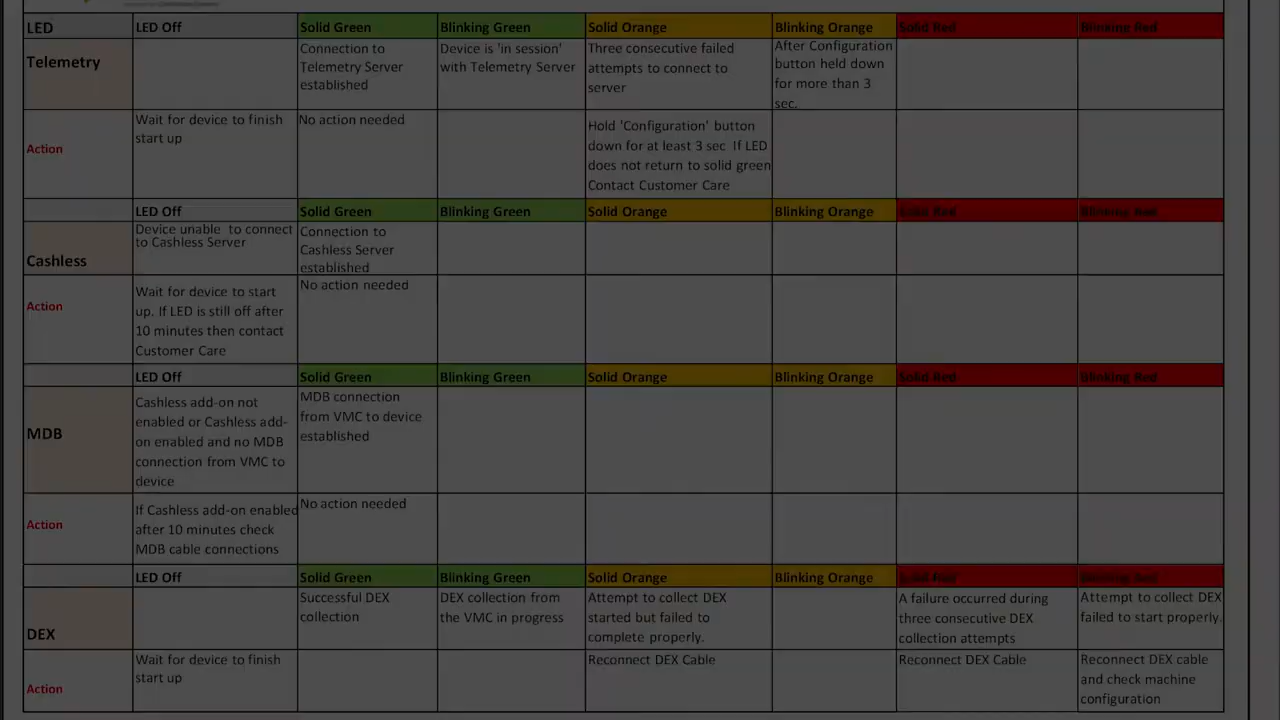 LED LED Off Solid Green Blinking Green Solid Orange Blinking Orange Solid Red Blinking Red
Telemetry
Connection to
Telemetry Server
established
Device is 'in session'
with Telemetry Server
Three consecutive failed
attempts to connect to
server
After Configuration
button held down
for more than 3
sec.
Action
Wait for device to finish
start up
No action needed
Hold 'Configuration' button
down for at least 3 sec If LED
does not return to solid green
Contact Customer Care
LED Off Solid Green Blinking Green Solid Orange Blinking Orange Solid Red Blinking Red
Cashless
Device unable to connect
to Cashless Server
Connection to
Cashless Server
established
Action
Wait for device to start
up. If LED is still off after
10 minutes then contact
Customer Care
No action needed
LED Off Solid Green Blinking Green Solid Orange Blinking Orange Solid Red Blinking Red
MDB
Cashless add-on not
enabled or Cashless add-
on enabled and no MDB
connection from VMC to
device
MDB connection
from VMC to device
established
Action
If Cashless add-on enabled
after 10 minutes check
MDB cable connections
No action needed
LED Off Solid Green Blinking Green Solid Orange Blinking Orange Solid Red Blinking Red
DEX
Successful DEX
collection
DEX collection from
the VMC in progress
Attempt to collect DEX
started but failed to
complete properly.
A failure occurred during
three consecutive DEX
collection attempts
Attempt to collect DEX
failed to start properly.
Action
Wait for device to finish
start up
Reconnect DEX Cable
Reconnect DEX Cable
Reconnect DEX cable
and check machine
configuration